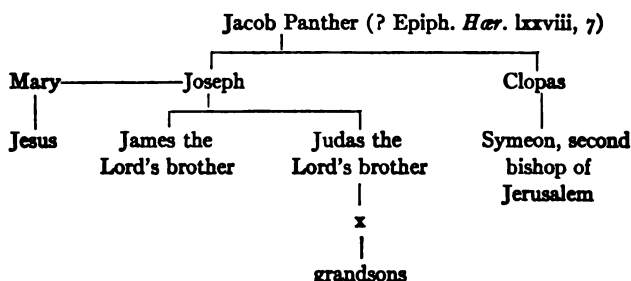 Jacob Panther (? Epiph. Hær. lxxviii, 7)
Mary Joseph Clopas
Jesus James the Judas the Symeon, second
Lord's brother Lord's brother bishop of
Jerusalem
x
grandsons